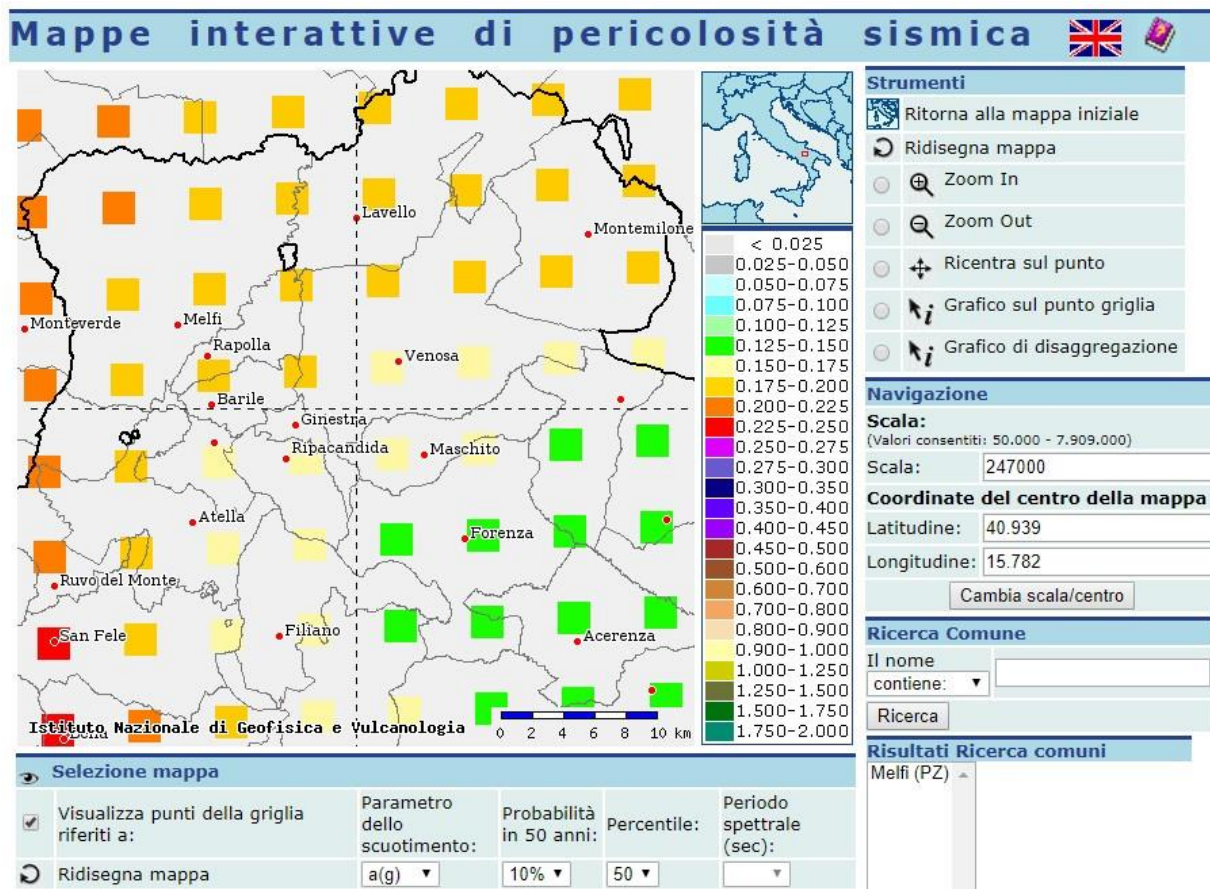 Mappe interattive di pericolosità sismica
Lavello
Montemilone
Monteverde
Melfi
Rapolla
Venosa
Barile
Ginestra
Ripacandida
Maschito
Atella
Forenza
Ruvo del Monte
San Fele
Filiano
Acerenza
Istituto Nazionale di Geofisica e Vulcanologia
0 2 4 6 8 10 km
< 0.025
0.025-0.050
0.050-0.075
0.075-0.100
0.100-0.125
0.125-0.150
0.150-0.175
0.175-0.200
0.200-0.225
0.225-0.250
0.250-0.275
0.275-0.300
0.300-0.350
0.350-0.400
0.400-0.450
0.450-0.500
0.500-0.600
0.600-0.700
0.700-0.800
0.800-0.900
0.900-1.000
1.000-1.250
1.250-1.500
1.500-1.750
1.750-2.000
Strumenti
Ritorna alla mappa iniziale
Ridisegna mappa
Zoom In
Zoom Out
Ricentra sul punto
Grafico sul punto griglia
Grafico di disaggregazione
Navigazione
Scala:
(Valori consentiti: 50.000 - 7.909.000)
Scala: 247000
Coordinate del centro della mappa
Latitudine: 40.939
Longitudine: 15.782
Cambia scala/centro
Ricerca Comune
Il nome
contiene:
Ricerca
Risultati Ricerca comuni
Melfi (PZ)
Selezione mappa
Visualizza punti della griglia
riferiti a:
Parametro
dello
scuotimento:
Probabilità
in 50 anni:
Percentile:
Periodo
spettrale
(sec):
Ridisegna mappa
a(g) 10% 50